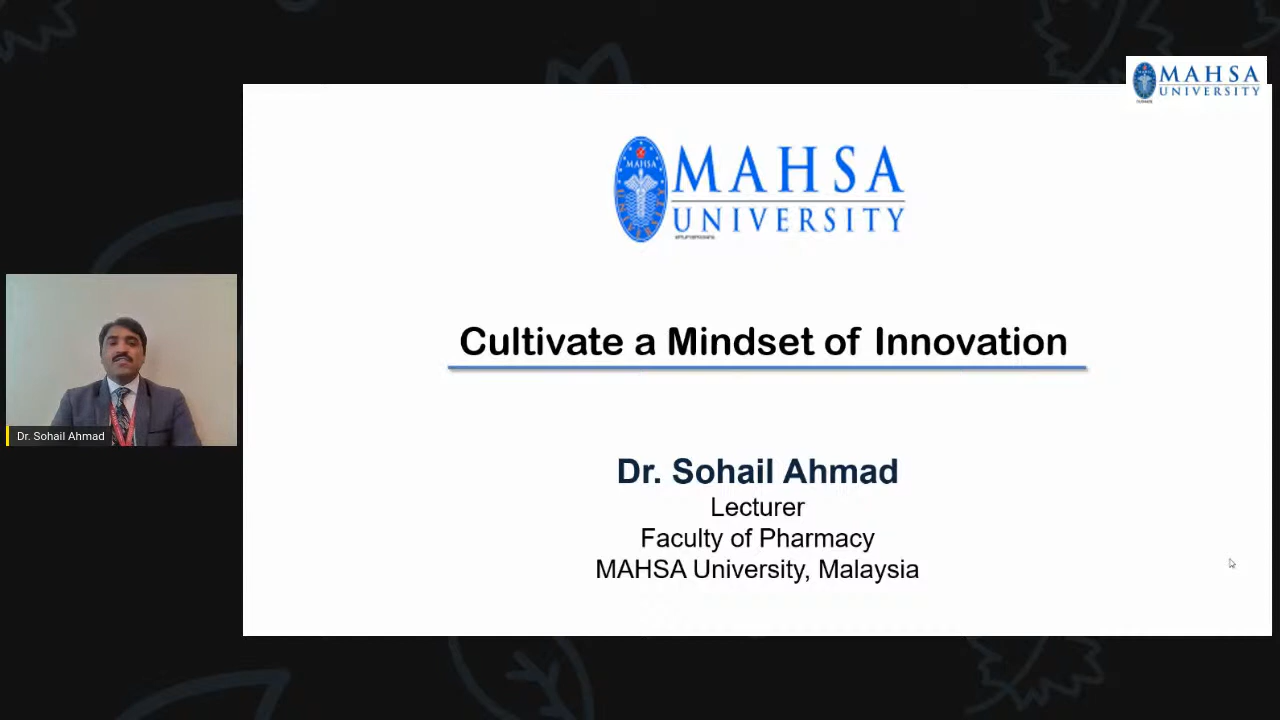 MAHSA
UNIVERSITY
MAHSA
MAHSA
UNIVERSITY
Cultivate a Mindset of Innovation
Dr. Sohail Ahmad
Lecturer
Faculty of Pharmacy
MAHSA University, Malaysia
Dr. Sohail Ahmad